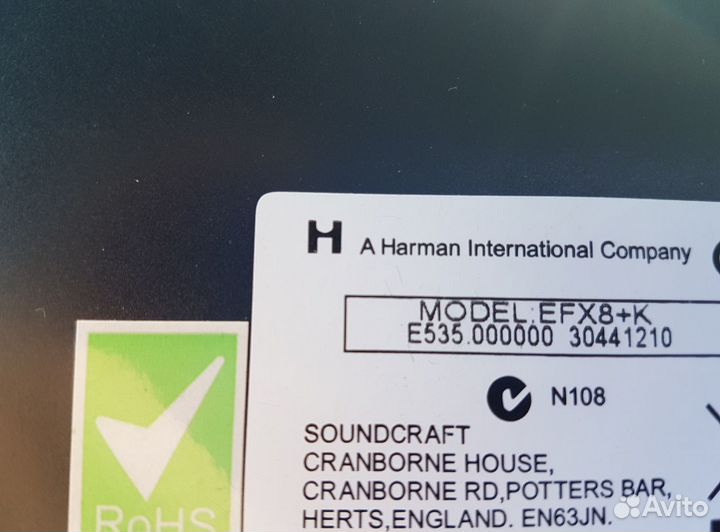 H A Harman International Company
MODEL:EFX8+K
E535.000000 30441210
N108
SOUNDCRAFT
CRANBORNE HOUSE,
CRANBORNE RD,POTTERS BAR,
HERTS,ENGLAND. EN63JN.
RoHS
Avito